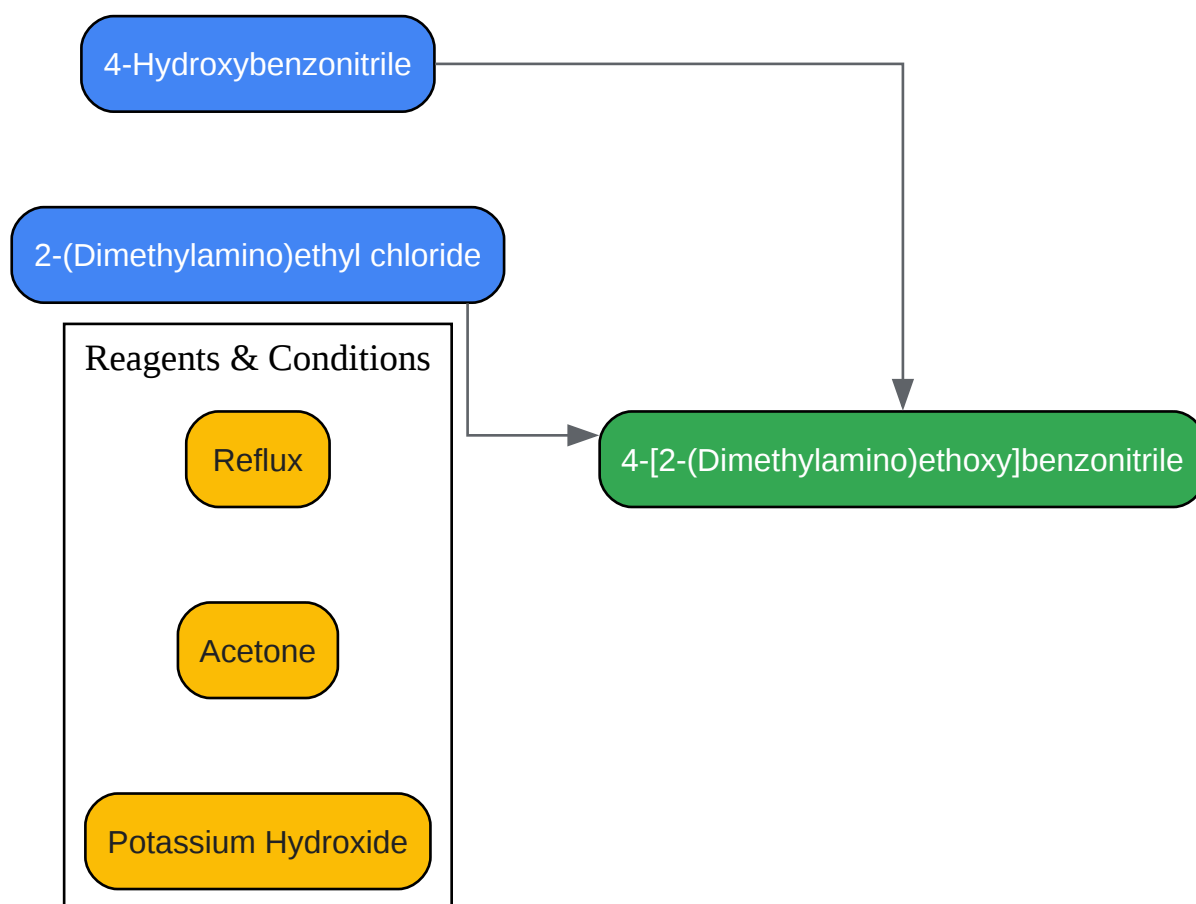 4-Hydroxybenzonitrile
2-(Dimethylamino)ethyl chloride
Reagents & Conditions
Reflux
4-[2-(Dimethylamino)ethoxy]benzonitrile
Acetone
Potassium Hydroxide